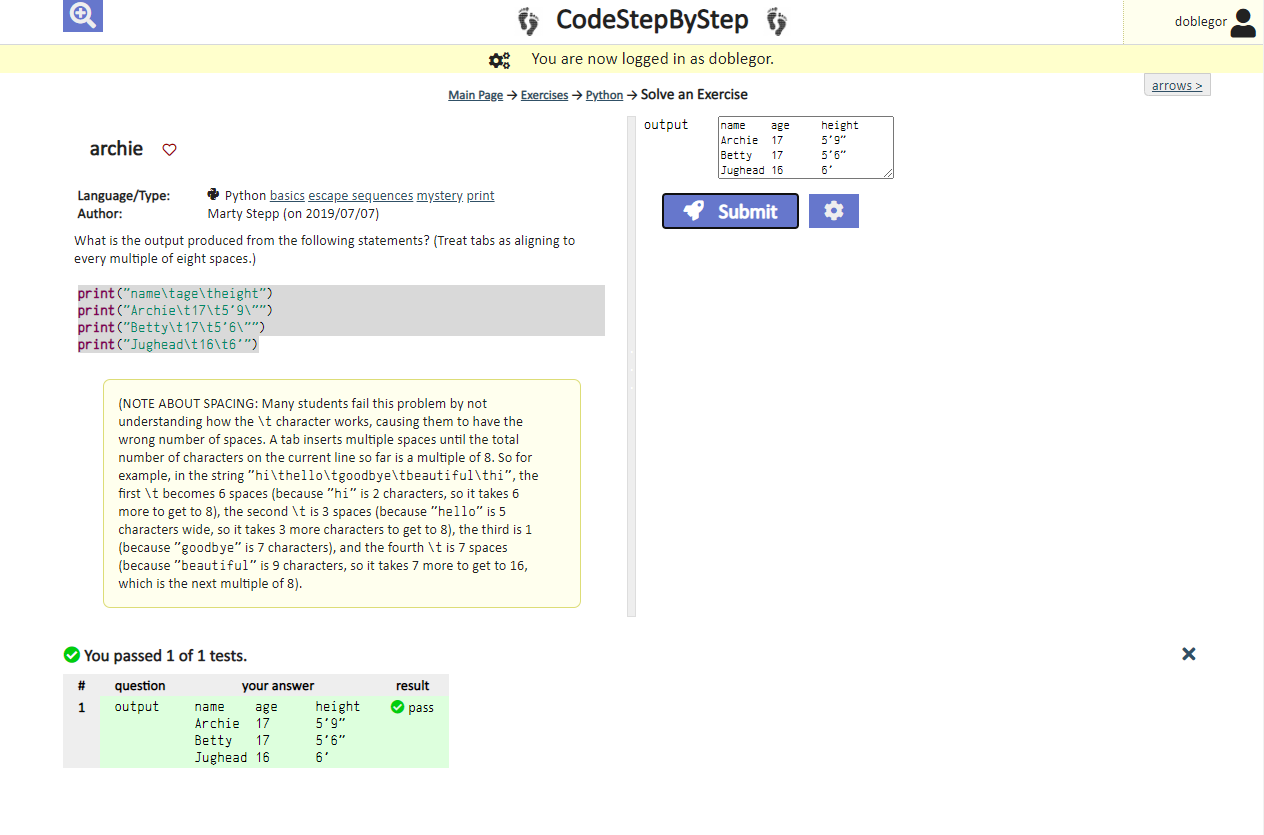 CodeStepByStep
doblegor
You are now logged in as doblegor.
arrows >
Main Page → Exercises → Python → Solve an Exercise
archie
Language/Type: Python basics escape sequences mystery print
Author: Marty Stepp (on 2019/07/07)
What is the output produced from the following statements? (Treat tabs as aligning to
every multiple of eight spaces.)
print("name\tage\theight")
print("Archie\t17\t5'9\"")
print("Betty\t17\t5'6\"")
print("Jughead\t16\t6'")
(NOTE ABOUT SPACING: Many students fail this problem by not
understanding how the \t character works, causing them to have the
wrong number of spaces. A tab inserts multiple spaces until the total
number of characters on the current line so far is a multiple of 8. So for
example, in the string "hi\thello\tgoodbye\tbeautiful\thi", the
first \t becomes 6 spaces (because "hi" is 2 characters, so it takes 6
more to get to 8), the second \t is 3 spaces (because "hello" is 5
characters wide, so it takes 3 more characters to get to 8), the third is 1
(because "goodbye" is 7 characters), and the fourth \t is 7 spaces
(because "beautiful" is 9 characters, so it takes 7 more to get to 16,
which is the next multiple of 8).
output
name    age     height
Archie  17      5'9"
Betty   17      5'6"
Jughead 16      6'
Submit
You passed 1 of 1 tests.
# question your answer result
1 output name    age     height pass
Archie  17      5'9"
Betty   17      5'6"
Jughead 16      6'